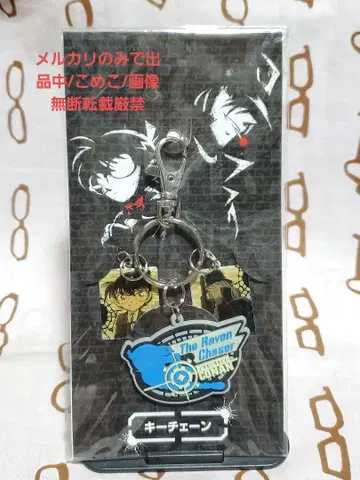 メルカリのみで出
品中/こめこ/画像
無断転載厳禁
The Raven
Chaser
CONAN
キーチェーン